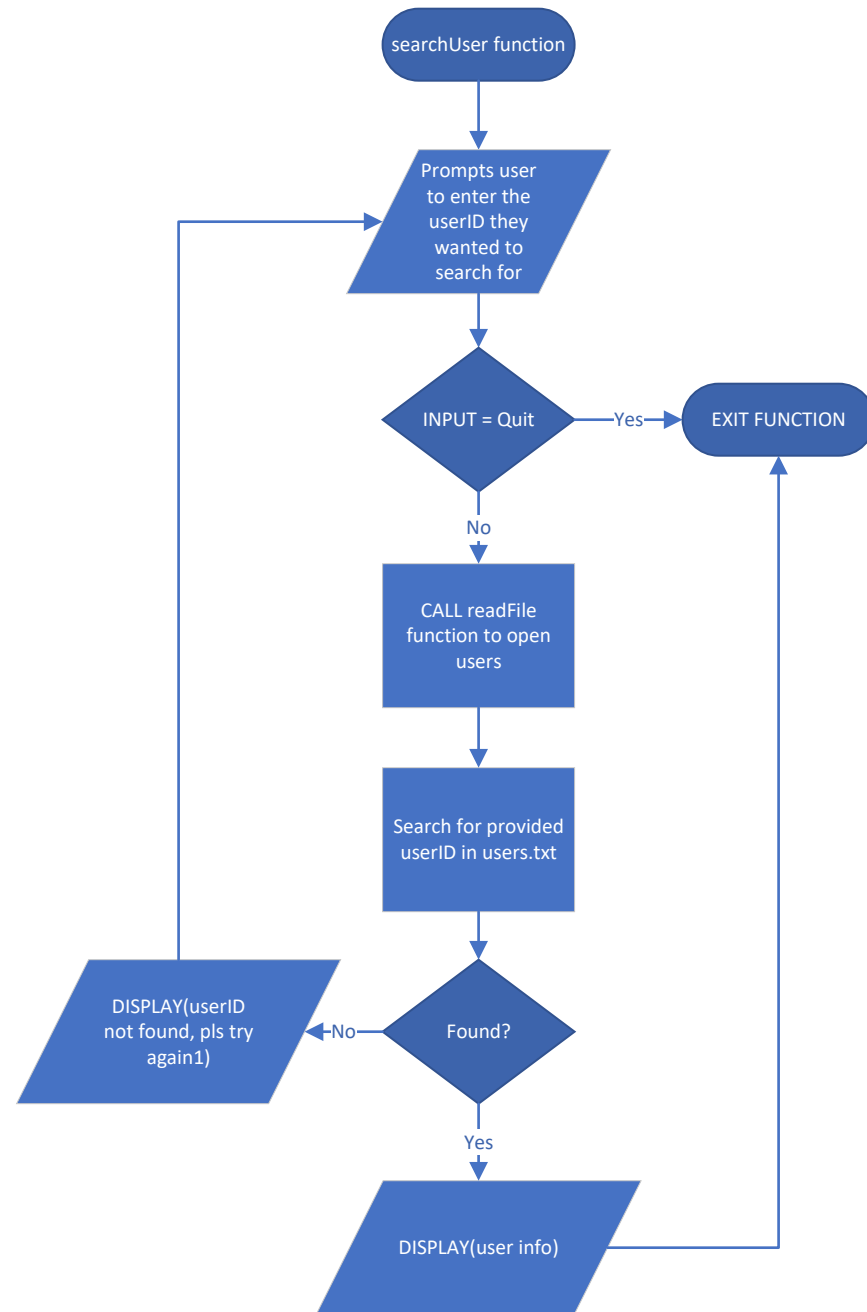 searchUser function
Prompts user
to enter the
userID they
wanted to
search for
INPUT = Quit
Yes
EXIT FUNCTION
No
CALL readFile
function to open
users
Search for provided
userID in users.txt
DISPLAY(userID
not found, pls try
again1)
No
Found?
Yes
DISPLAY(user info)